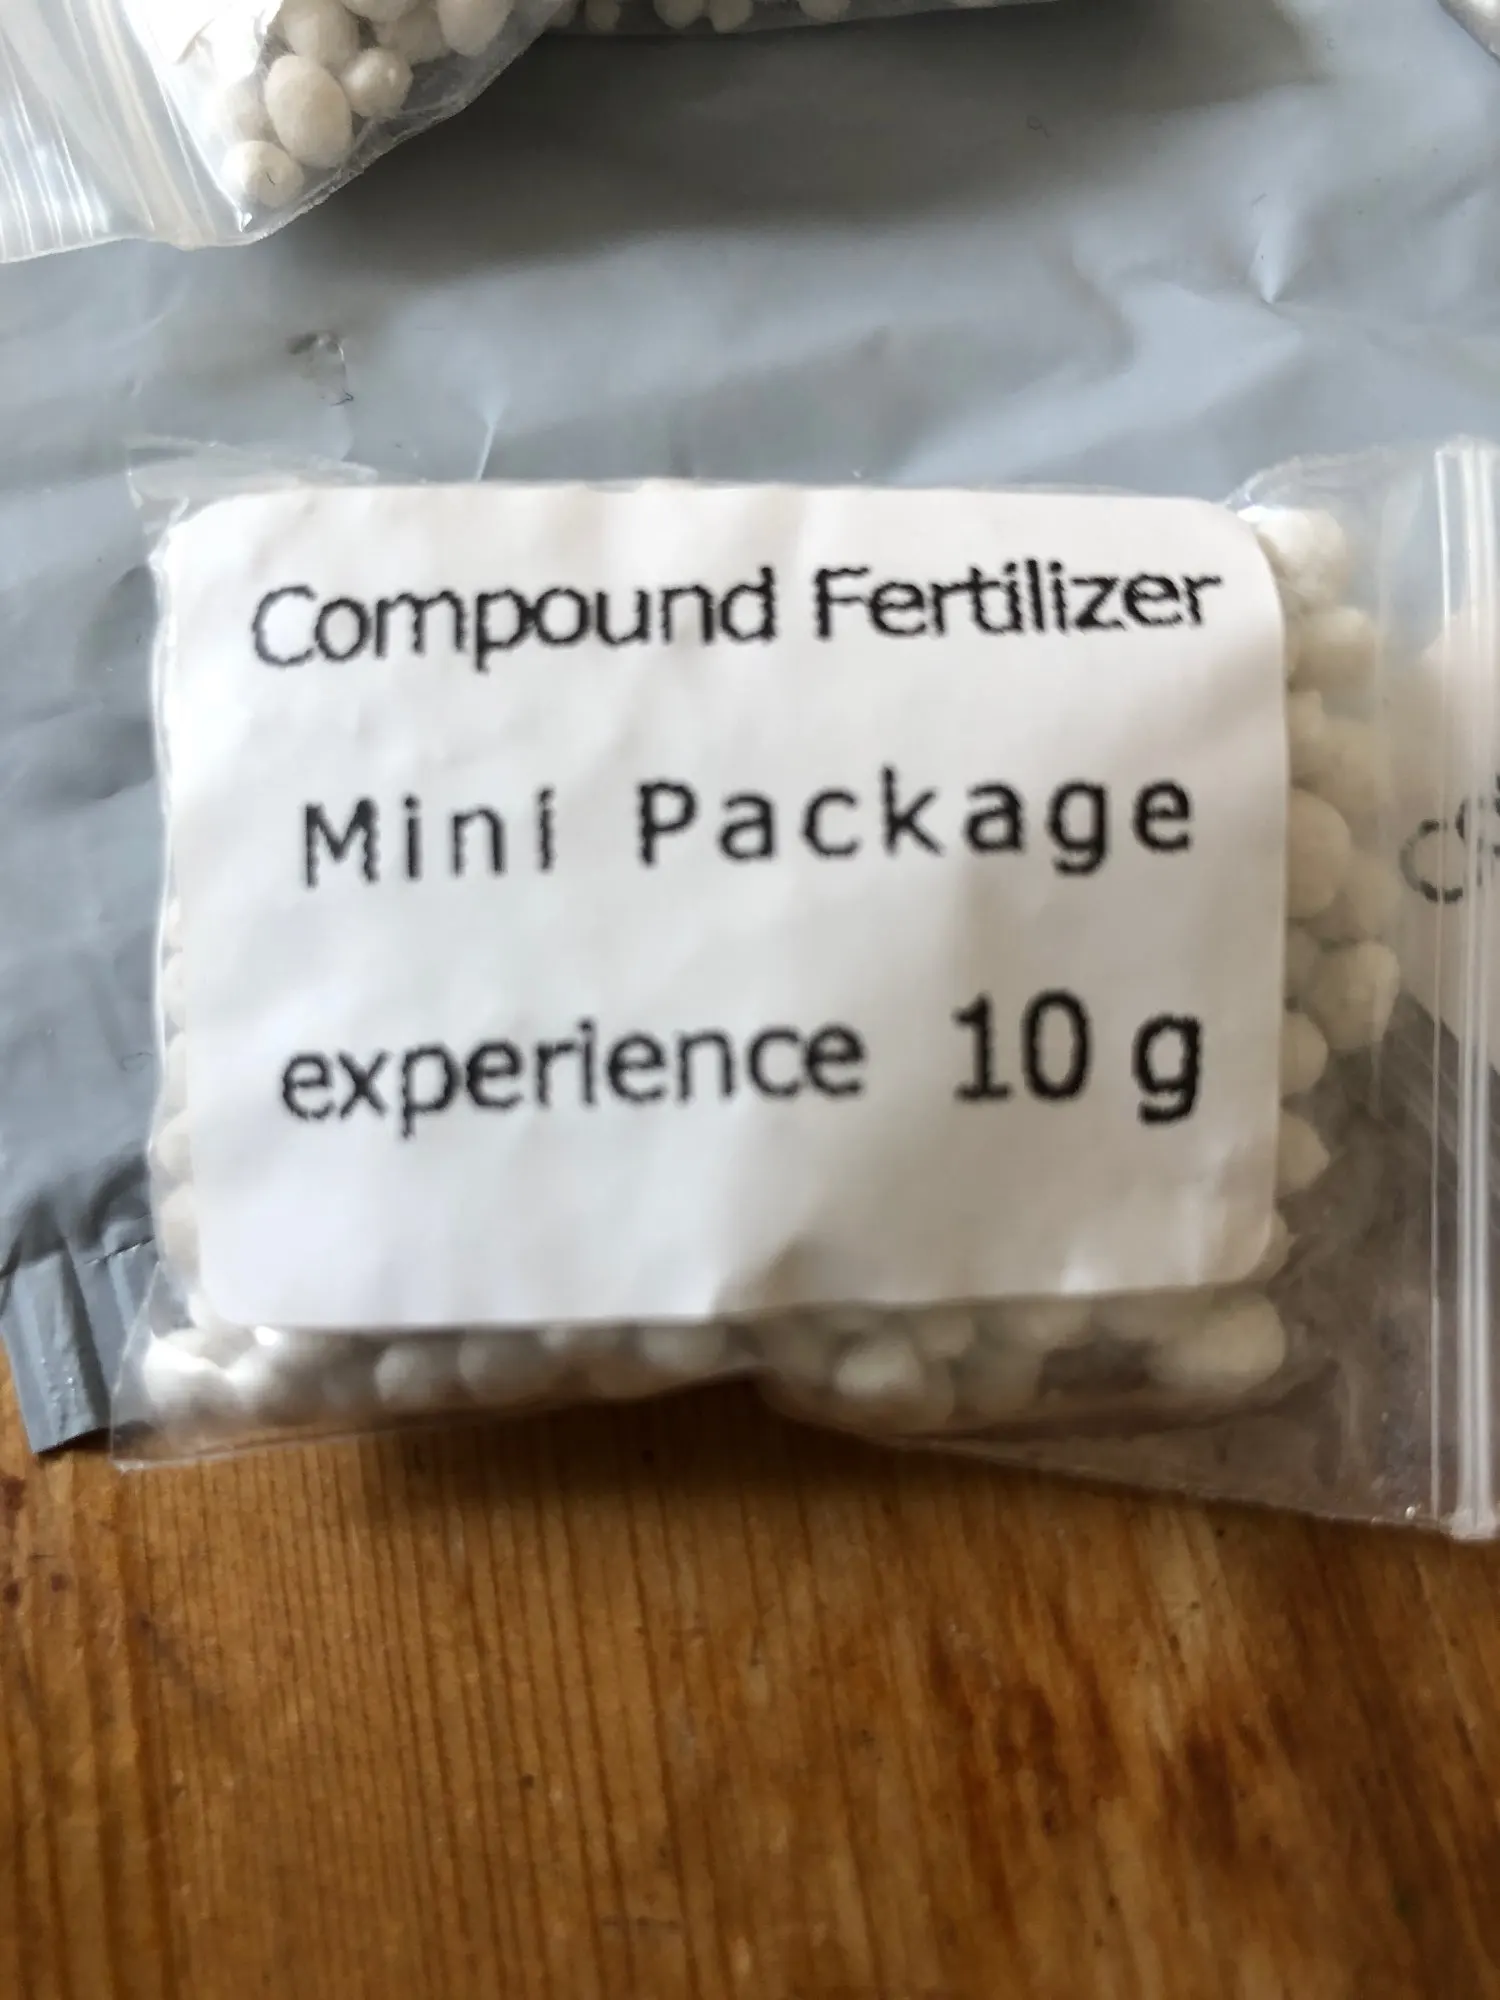 Compound Fertilizer
Mini Package
experience 10 g